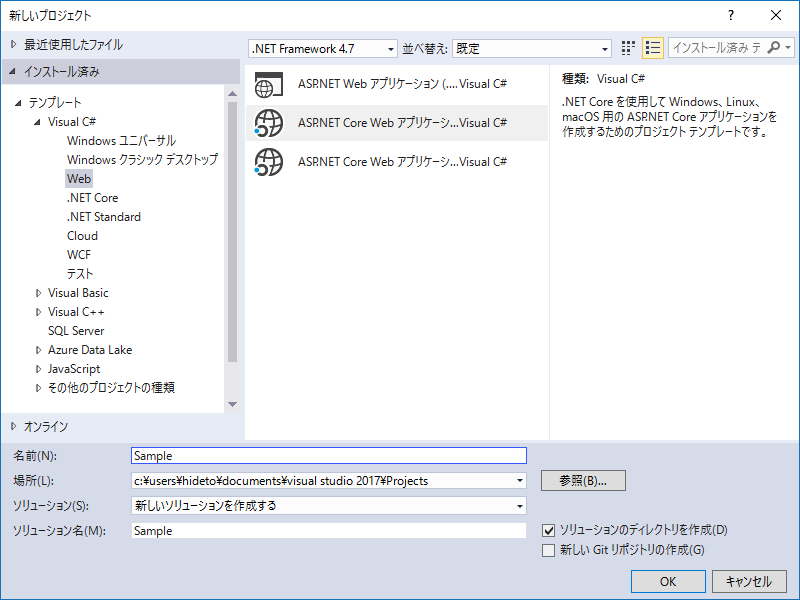 新しいプロジェクト
?
最近使用したファイル
.NET Framework 4.7
並べ替え:
既定
インストール済み テ
インストール済み
テンプレート
Visual C#
Windows ユニバーサル
Windows クラシック デスクトップ
Web
.NET Core
.NET Standard
Cloud
WCF
テスト
Visual Basic
Visual C++
SQL Server
Azure Data Lake
JavaScript
その他のプロジェクトの種類
オンライン
ASP.NET Web アプリケーション (....Visual C#
ASP.NET Core Web アプリケーシ...Visual C#
ASP.NET Core Web アプリケーシ...Visual C#
種類: Visual C#
.NET Core を使用して Windows、Linux、
macOS 用の ASP.NET Core アプリケーションを
作成するためのプロジェクト テンプレートです。
名前(N):
Sample
場所(L):
c:¥users¥hideto¥documents¥visual studio 2017¥Projects
参照(B)...
ソリューション(S):
新しいソリューションを作成する
ソリューション名(M):
Sample
ソリューションのディレクトリを作成(D)
新しい Git リポジトリの作成(G)
OK
キャンセル